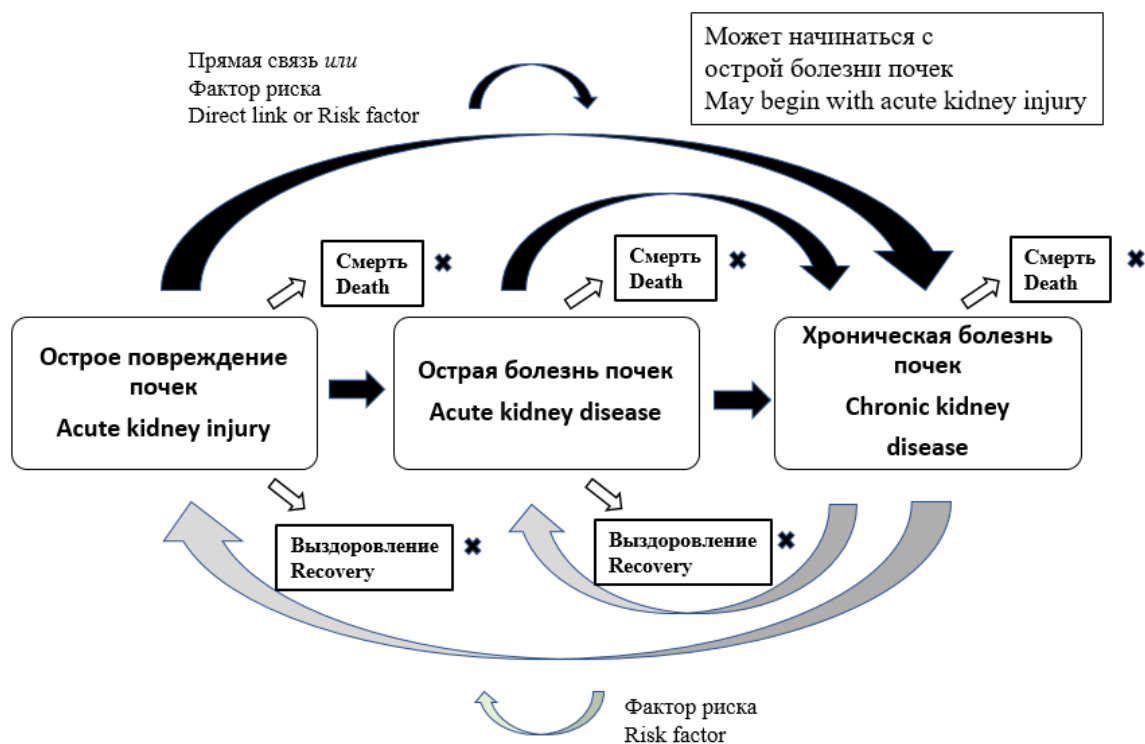 Прямая связь или
Фактор риска
Direct link or Risk factor
Может начинаться с
острой болезни почек
May begin with acute kidney injury
Смерть
Death
Смерть
Death
Смерть
Death
Острое повреждение
почек
Acute kidney injury
Острая болезнь почек
Acute kidney disease
Хроническая болезнь
почек
Chronic kidney
disease
Выздоровление
Recovery
Выздоровление
Recovery
Фактор риска
Risk factor